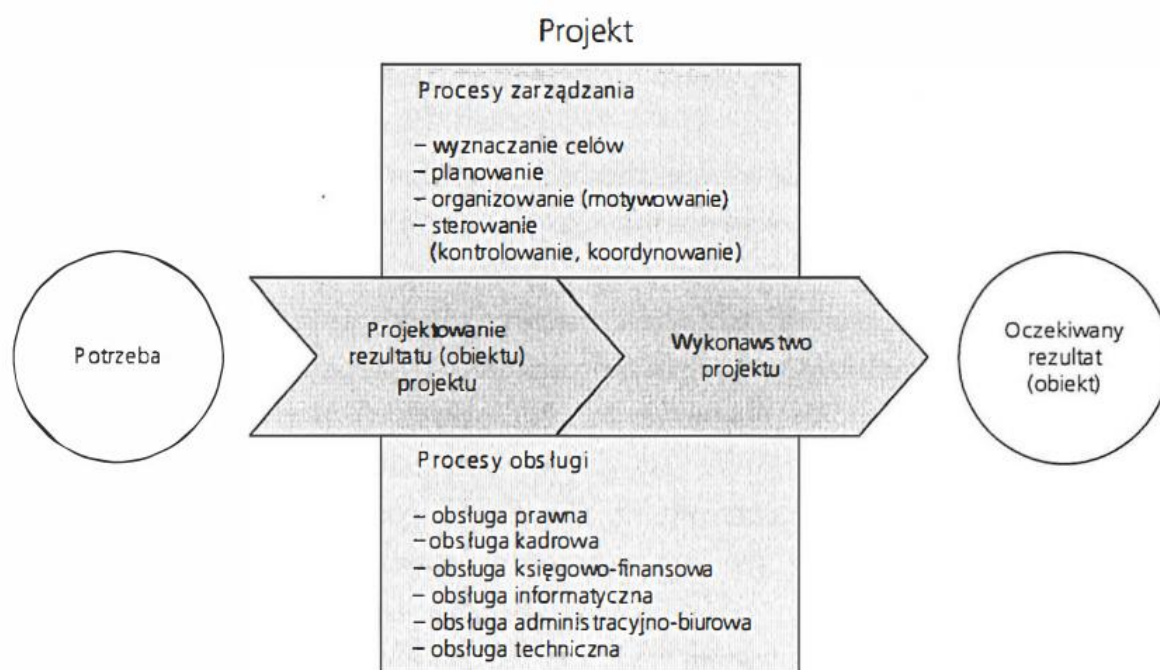 Projekt
Procesy zarządzania
– wyznaczanie celów
– planowanie
– organizowanie (motywowanie)
– sterowanie
(kontrolowanie, koordynowanie)
Potrzeba
Projektowanie
rezultatu (obiektu)
projektu
Wykonawstwo
projektu
Oczekiwany
rezultat
(obiekt)
Procesy obsługi
– obsługa prawna
– obsługa kadrowa
– obsługa księgowo-finansowa
– obsługa informatyczna
– obsługa administracyjno-biurowa
– obsługa techniczna